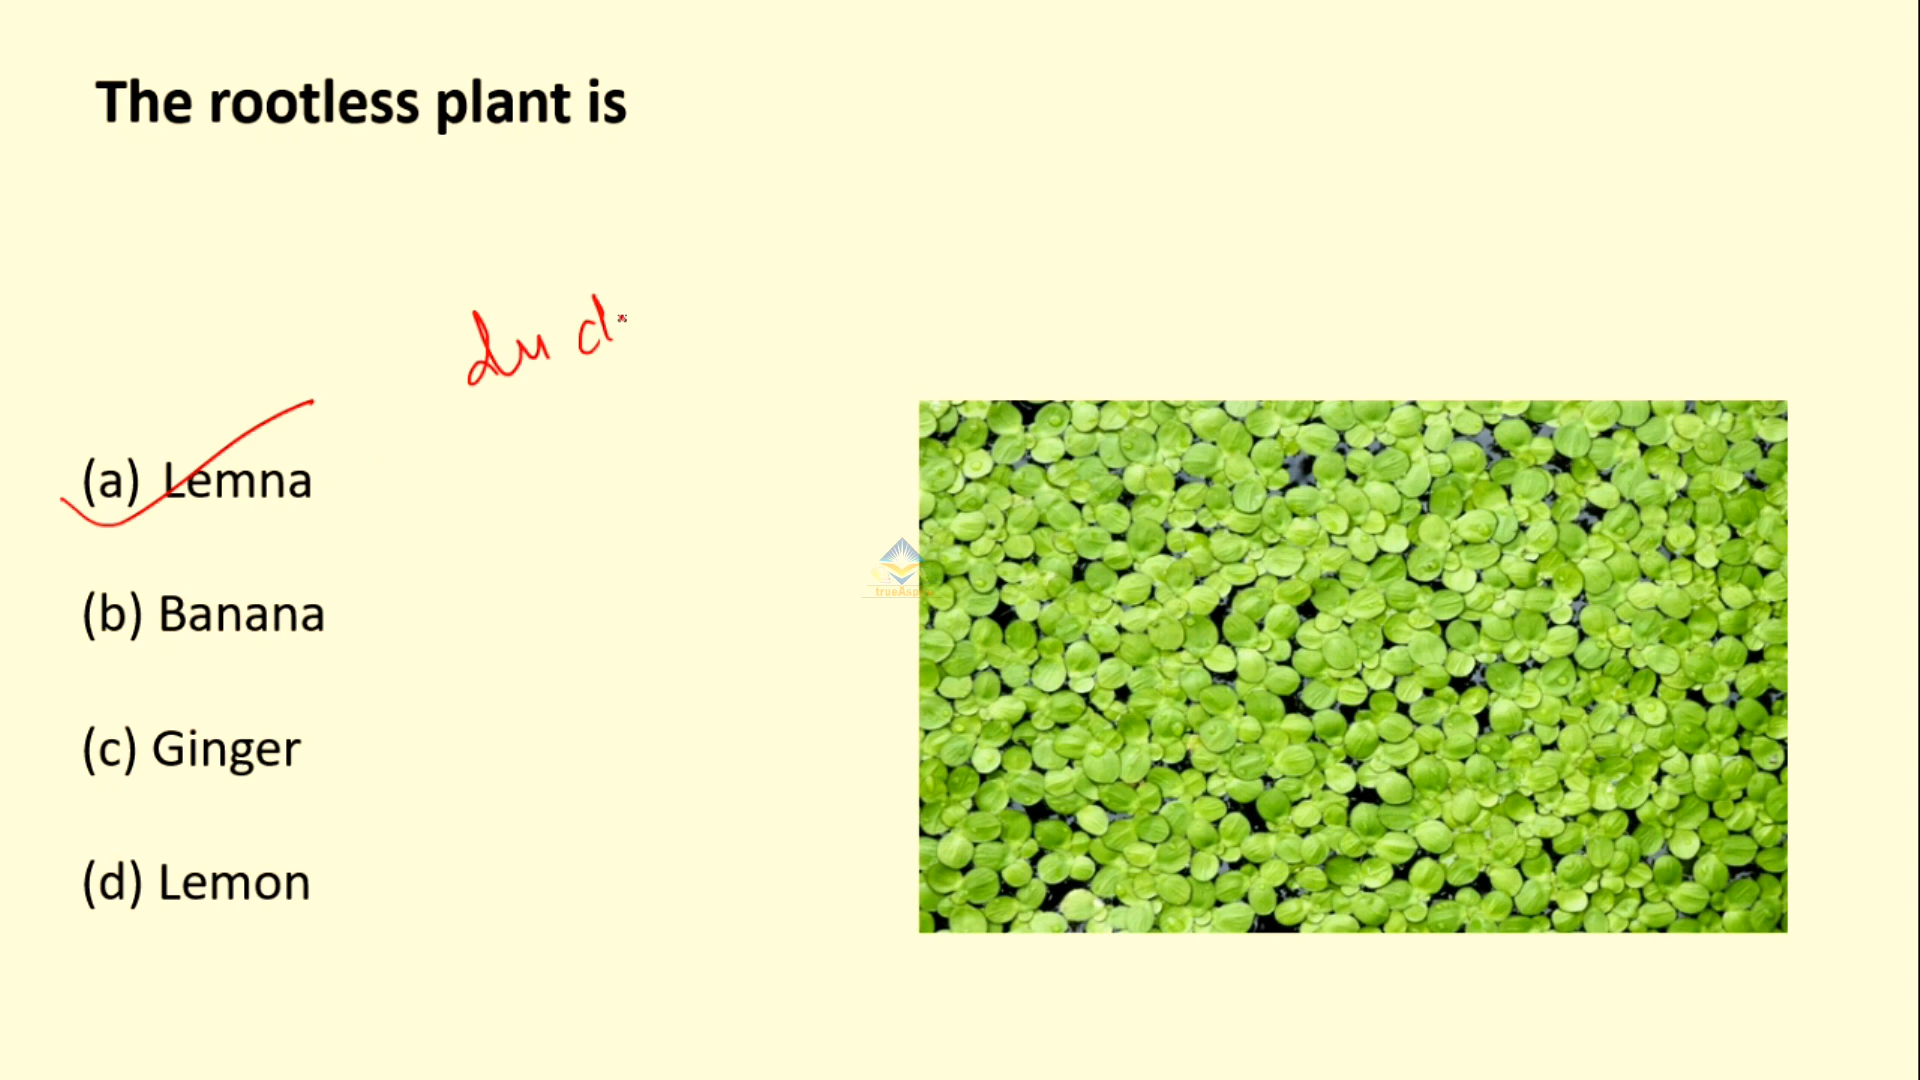 The rootless plant is
(a) Lemna
(b) Banana
(c) Ginger
(d) Lemon